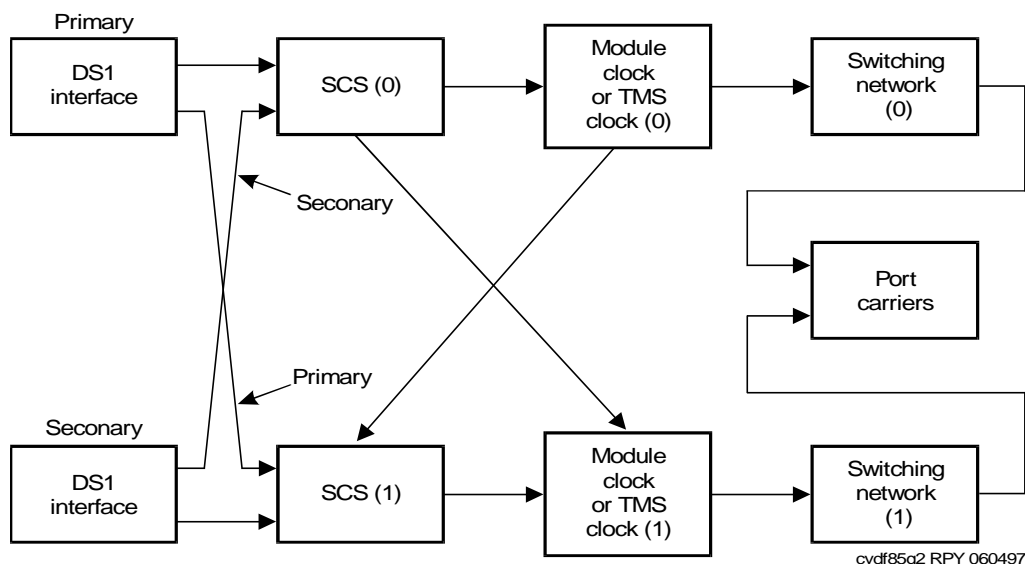 Primary
DS1
interface
SCS (0)
Module
clock
or TMS
clock (0)
Switching
network
(0)
Seconary
Port
carriers
Primary
Seconary
DS1
interface
SCS (1)
Module
clock
or TMS
clock (1)
Switching
network
(1)
cydf85g2 RPY 060497